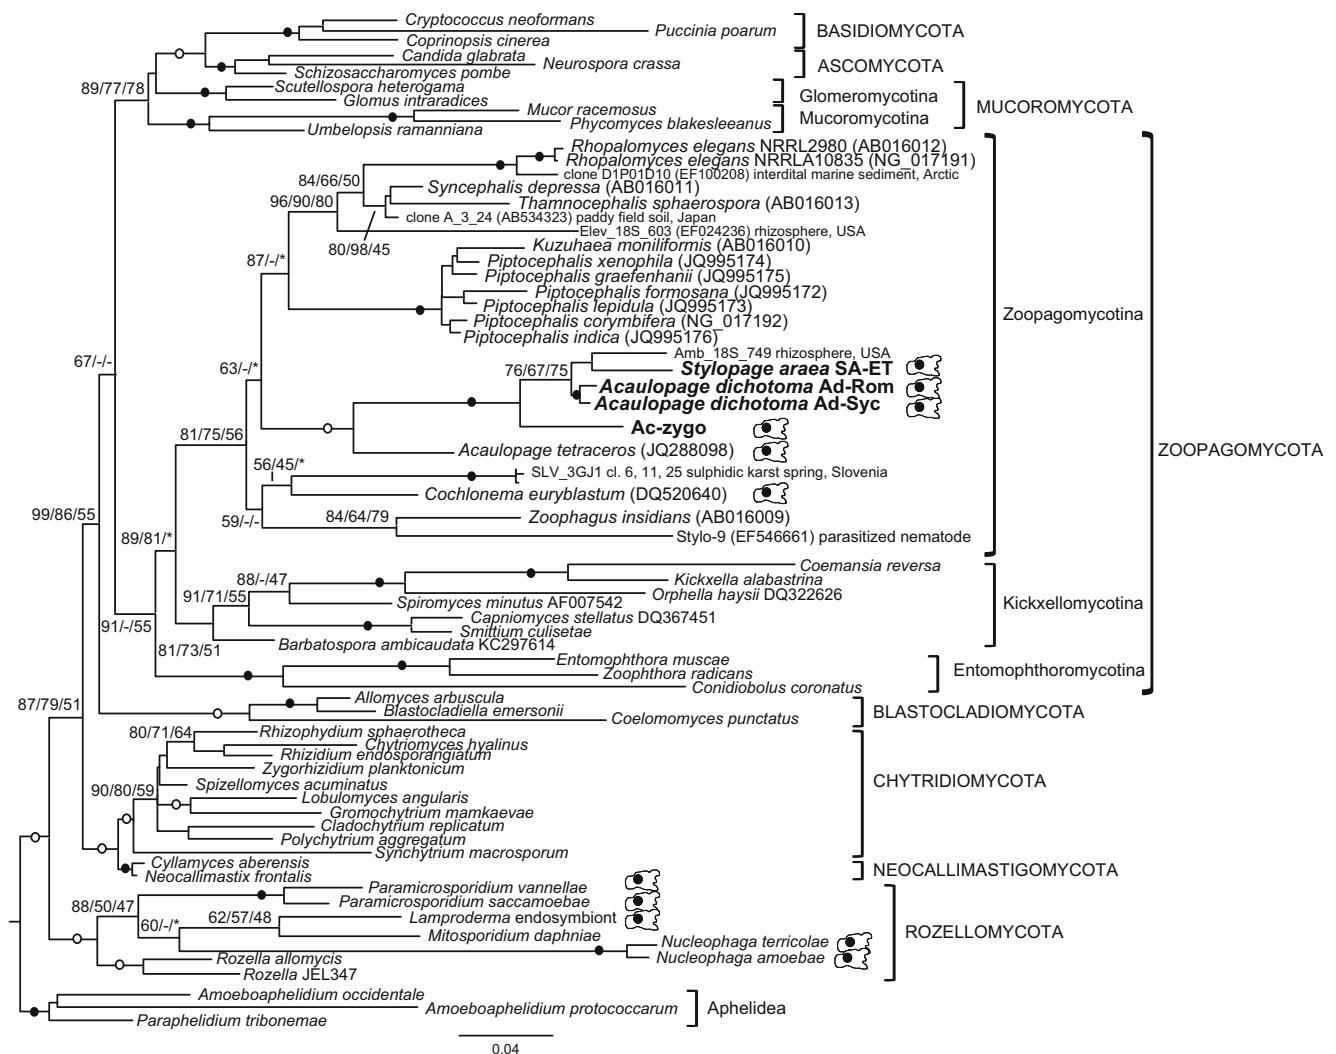 Cryptococcus neoformans
Puccinia poarum
Coprinopsis cinerea
BASIDIOMYCOTA
Candida glabrata
Neurospora crassa
Schizosaccharomyces pombe
ASCOMYCOTA
89/77/78
Scutellospora heterogama
Glomus intraradices
Glomeromycotina
Mucor racemosus
Phycomyces blakesleeanus
Umbelopsis ramanniana
Mucoromycotina
MUCOROMYCOTA
Rhopalomyces elegans NRRL2980 (AB016012)
Rhopalomyces elegans NRRLA10835 (NG_017191)
clone D1P01D10 (EF100208) interdital marine sediment, Arctic
84/66/50
Syncephalis depressa (AB016011)
96/90/80
Thamnocephalis sphaerospora (AB016013)
clone A_3_24 (AB534323) paddy field soil, Japan
Elev_18S_603 (EF024236) rhizosphere, USA
80/98/45
Kuzuhaea moniliformis (AB016010)
87/-/*
Piptocephalis xenophila (JQ995174)
Piptocephalis graefenhanii (JQ995175)
Piptocephalis formosana (JQ995172)
Piptocephalis lepidula (JQ995173)
Piptocephalis corymbifera (NG_017192)
Piptocephalis indica (JQ995176)
Zoopagomycotina
67/-/-
63/-/*
Amb_18S_749 rhizosphere, USA
76/67/75
Stylopage araea SA-ET
Acaulopage dichotoma Ad-Rom
Acaulopage dichotoma Ad-Syc
Ac-zygo
81/75/56
Acaulopage tetraceros (JQ288098)
ZOOPAGOMYCOTA
56/45/*
SLV_3GJ1 cl. 6, 11, 25 sulphidic karst spring, Slovenia
Cochlonema euryblastum (DQ520640)
99/86/55
59/-/-
84/64/79
Zoophagus insidians (AB016009)
Stylo-9 (EF546661) parasitized nematode
89/81/*
Coemansia reversa
88/-/47
Kickxella alabastrina
Orphella haysii DQ322626
91/71/55
Spiromyces minutus AF007542
Kickxellomycotina
Capniomyces stellatus DQ367451
91/-/55
Smittium culisetae
Barbatospora ambicaudata KC297614
81/73/51
Entomophthora muscae
Zoophthora radicans
Conidiobolus coronatus
Entomophthoromycotina
87/79/51
Allomyces arbuscula
Blastocladiella emersonii
Coelomomyces punctatus
BLASTOCLADIOMYCOTA
80/71/64
Rhizophydium sphaerotheca
Chytriomyces hyalinus
Rhizidium endosporangiatum
Zygorhizidium planktonicum
Spizellomyces acuminatus
CHYTRIDIOMYCOTA
90/80/59
Lobulomyces angularis
Gromochytrium mamkaevae
Cladochytrium replicatum
Polychytrium aggregatum
Synchytrium macrosporum
Cyllamyces aberensis
Neocallimastix frontalis
NEOCALLIMASTIGOMYCOTA
Paramicrosporidium vannellae
Paramicrosporidium saccamoebae
88/50/47
62/57/48
Lamproderma endosymbiont
60/-/*
Mitosporidium daphniae
Nucleophaga terricolae
Nucleophaga amoebae
ROZELLOMYCOTA
Rozella allomycis
Rozella JEL347
Amoeboaphelidium occidentale
Amoeboaphelidium protococcarum
Paraphelidium tribonemae
Aphelidea
0.04